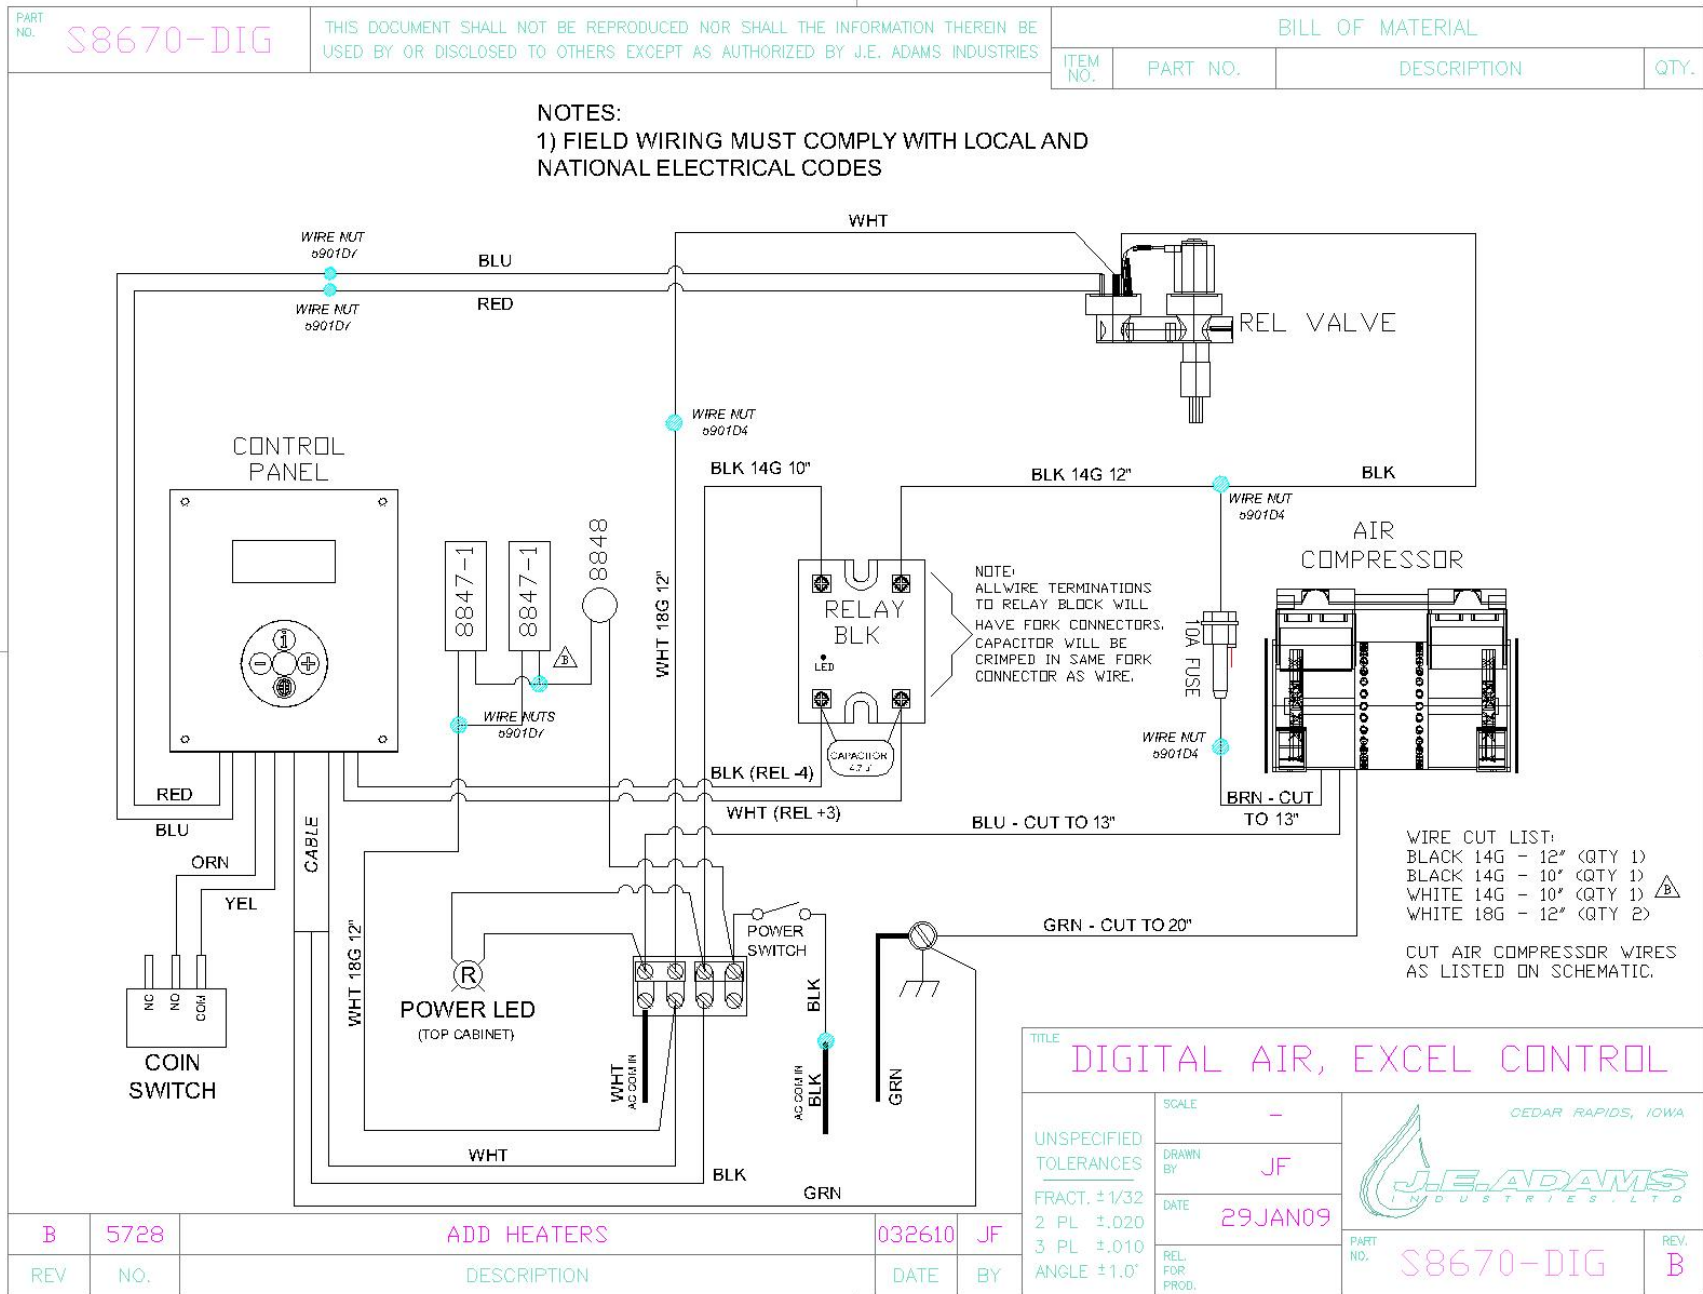 PART NO.
S8670-DIG
THIS DOCUMENT SHALL NOT BE REPRODUCED NOR SHALL THE INFORMATION THEREIN BE
USED BY OR DISCLOSED TO OTHERS EXCEPT AS AUTHORIZED BY J.E. ADAMS INDUSTRIES
BILL OF MATERIAL
ITEM NO.
PART NO.
DESCRIPTION
QTY.
NOTES:
1) FIELD WIRING MUST COMPLY WITH LOCAL AND
NATIONAL ELECTRICAL CODES
WHT
WIRE NUT
5901D7
BLU
RED
WIRE NUT
5901D7
REL VALVE
WIRE NUT
5901D4
CONTROL
PANEL
BLK 14G 10"
BLK 14G 12"
BLK
WIRE NUT
5901D4
AIR
COMPRESSOR
8847-1
8847-1
8848
B
WHT 18G 12"
RELAY
BLK
LED
NOTE:
ALLWIRE TERMINATIONS
TO RELAY BLOCK WILL
HAVE FORK CONNECTORS.
CAPACITOR WILL BE
CRIMPED IN SAME FORK
CONNECTOR AS WIRE.
10A FUSE
i
-
+
WIRE NUTS
5901D7
CAPACITOR
WIRE NUT
5901D4
BLK (REL -4)
WHT (REL +3)
RED
BLU
BRN - CUT
TO 13"
BLU - CUT TO 13"
CABLE
ORN
YEL
WIRE CUT LIST:
BLACK 14G - 12" (QTY 1)
BLACK 14G - 10" (QTY 1)
WHITE 14G - 10" (QTY 1)
B
WHITE 18G - 12" (QTY 2)
CUT AIR COMPRESSOR WIRES
AS LISTED ON SCHEMATIC.
WHT 18G 12"
POWER
SWITCH
GRN - CUT TO 20"
R
POWER LED
(TOP CABINET)
NC
NO
COM
COIN
SWITCH
WHT
AC COM IN
BLK
AC COM IN
BLK
GRN
WHT
BLK
GRN
TITLE
DIGITAL AIR, EXCEL CONTROL
UNSPECIFIED
TOLERANCES
FRACT. ±1/32
2 PL ±.020
3 PL ±.010
ANGLE ±1.0°
SCALE
-
DRAWN BY
JF
DATE
29JAN09
REL. FOR PROD.
CEDAR RAPIDS, IOWA
J.E.ADAMS
INDUSTRIES, LTD
PART NO.
S8670-DIG
REV.
B
B
5728
ADD HEATERS
032610
JF
REV
NO.
DESCRIPTION
DATE
BY